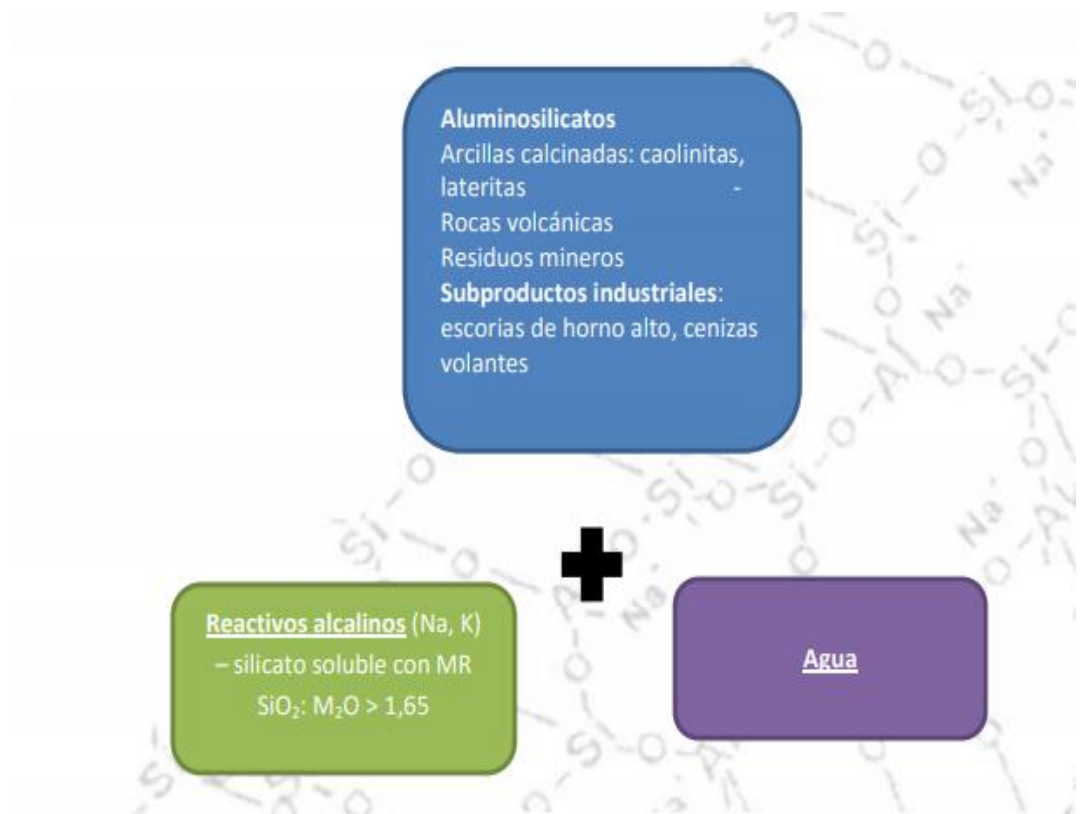 Aluminosilicatos
Arcillas calcinadas: caolinitas,
lateritas -
Rocas volcánicas
Residuos mineros
Subproductos industriales:
escorias de horno alto, cenizas
volantes
Reactivos alcalinos (Na, K)
– silicato soluble con MR
SiO₂: M₂O > 1,65
Agua